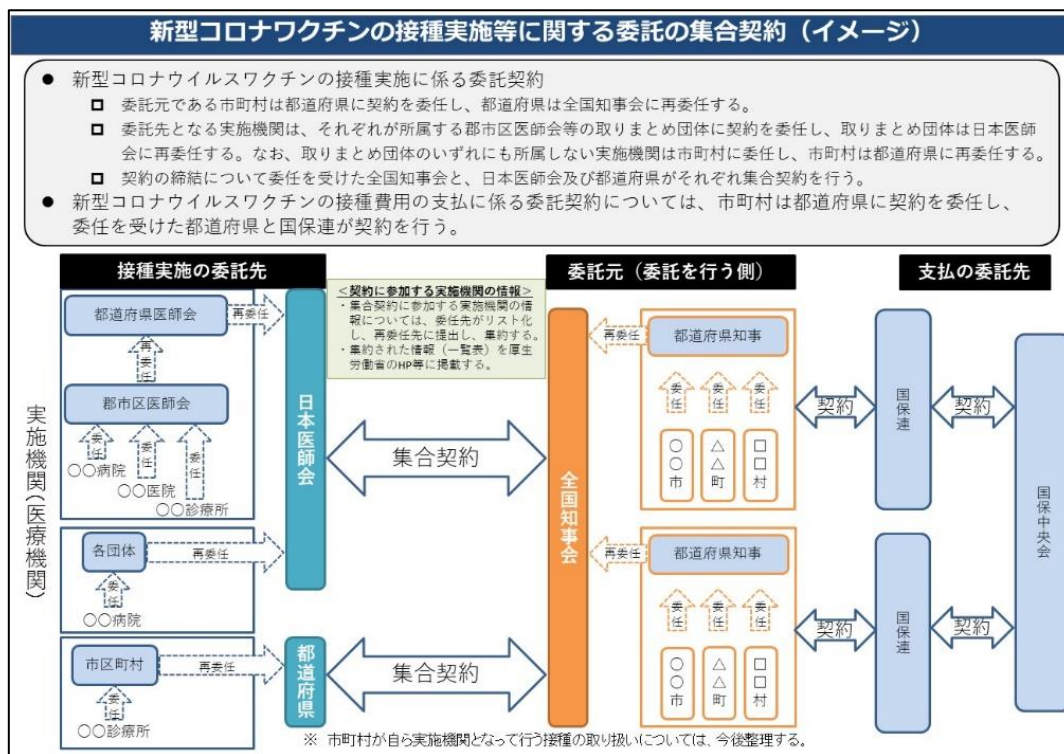 新型コロナワクチンの接種実施等に関する委託の集合契約（イメージ）
● 新型コロナウイルスワクチンの接種実施に係る委託契約
□ 委託元である市町村は都道府県に契約を委任し、都道府県は全国知事会に再委任する。
□ 委託先となる実施機関は、それぞれが所属する郡市区医師会等の取りまとめ団体に契約を委任し、取りまとめ団体は日本医師
会に再委任する。なお、取りまとめ団体のいずれにも所属しない実施機関は市町村に委任し、市町村は都道府県に再委任する。
□ 契約の締結について委任を受けた全国知事会と、日本医師会及び都道府県がそれぞれ集合契約を行う。
● 新型コロナウイルスワクチンの接種費用の支払に係る委託契約については、市町村は都道府県に契約を委任し、
委任を受けた都道府県と国保連が契約を行う。
接種実施の委託先
委託元（委託を行う側）
支払の委託先
実施機関(医療機関)
都道府県医師会
再委任
再委任
郡市区医師会
委任
委任
委任
〇〇病院
〇〇医院
〇〇診療所
各団体
再委任
委任
〇〇病院
市区町村
再委任
委任
〇〇診療所
日本医師会
都道府県
＜契約に参加する実施機関の情報＞
・集合契約に参加する実施機関の情
報については、委任先がリスト化
し、再委任先に提出し、集約する。
・集約された情報（一覧表）を厚生
労働省のHP等に掲載する。
集合契約
集合契約
全国知事会
再委任
都道府県知事
委任
委任
委任
〇〇市
△△町
□□村
再委任
都道府県知事
委任
委任
委任
〇〇市
△△町
□□村
契約
国保連
契約
契約
国保連
契約
国保中央会
※ 市町村が自ら実施機関となって行う接種の取り扱いについては、今後整理する。